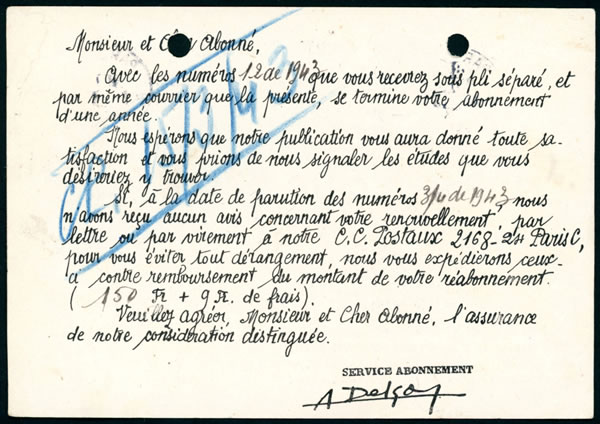 Monsieur et Cher Abonné,
Avec les numéros 1 2 de 1943 que vous recevrez sous pli séparé, et
par même courrier que la présente, se termine votre abonnement
d'une année.
Nous espérons que notre publication vous aura donné toute sa-
tisfaction et vous prions de nous signaler les études que vous
désireriez y trouver.
Si, à la date de parution des numéros 3/4 de 1943 nous
n'avons reçu aucun avis concernant votre renouvellement, par
lettre ou par virement à notre C.C. Postaux 2168-24 Paris C,
pour vous éviter tout dérangement, nous vous expédierons ceux-
ci contre remboursement du montant de votre réabonnement.
(150 Fr + 9 Fr. de frais).
Veuillez agréer, Monsieur et Cher Abonné, l'assurance
de notre considération distinguée.
SERVICE ABONNEMENT